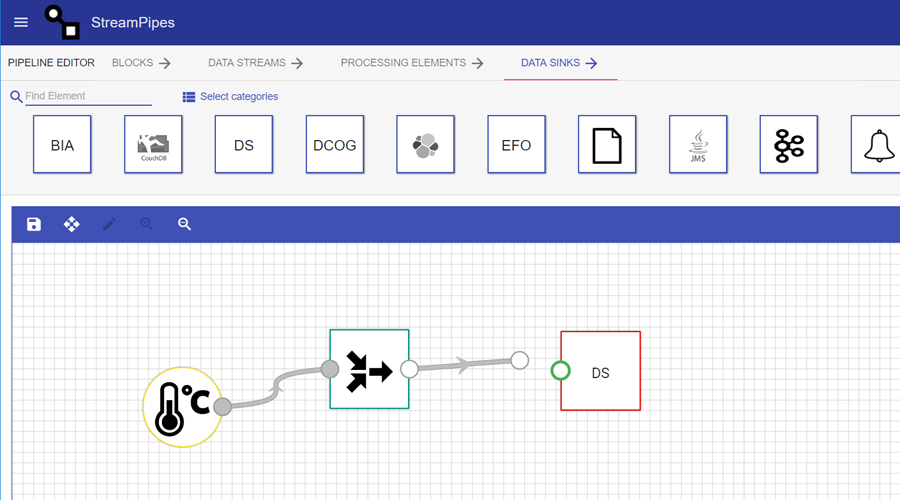 StreamPipes
PIPELINE EDITOR BLOCKS DATA STREAMS PROCESSING ELEMENTS DATA SINKS
Find Element Select categories
BIA CouchDB DS DCOG EFO JMS
°C DS